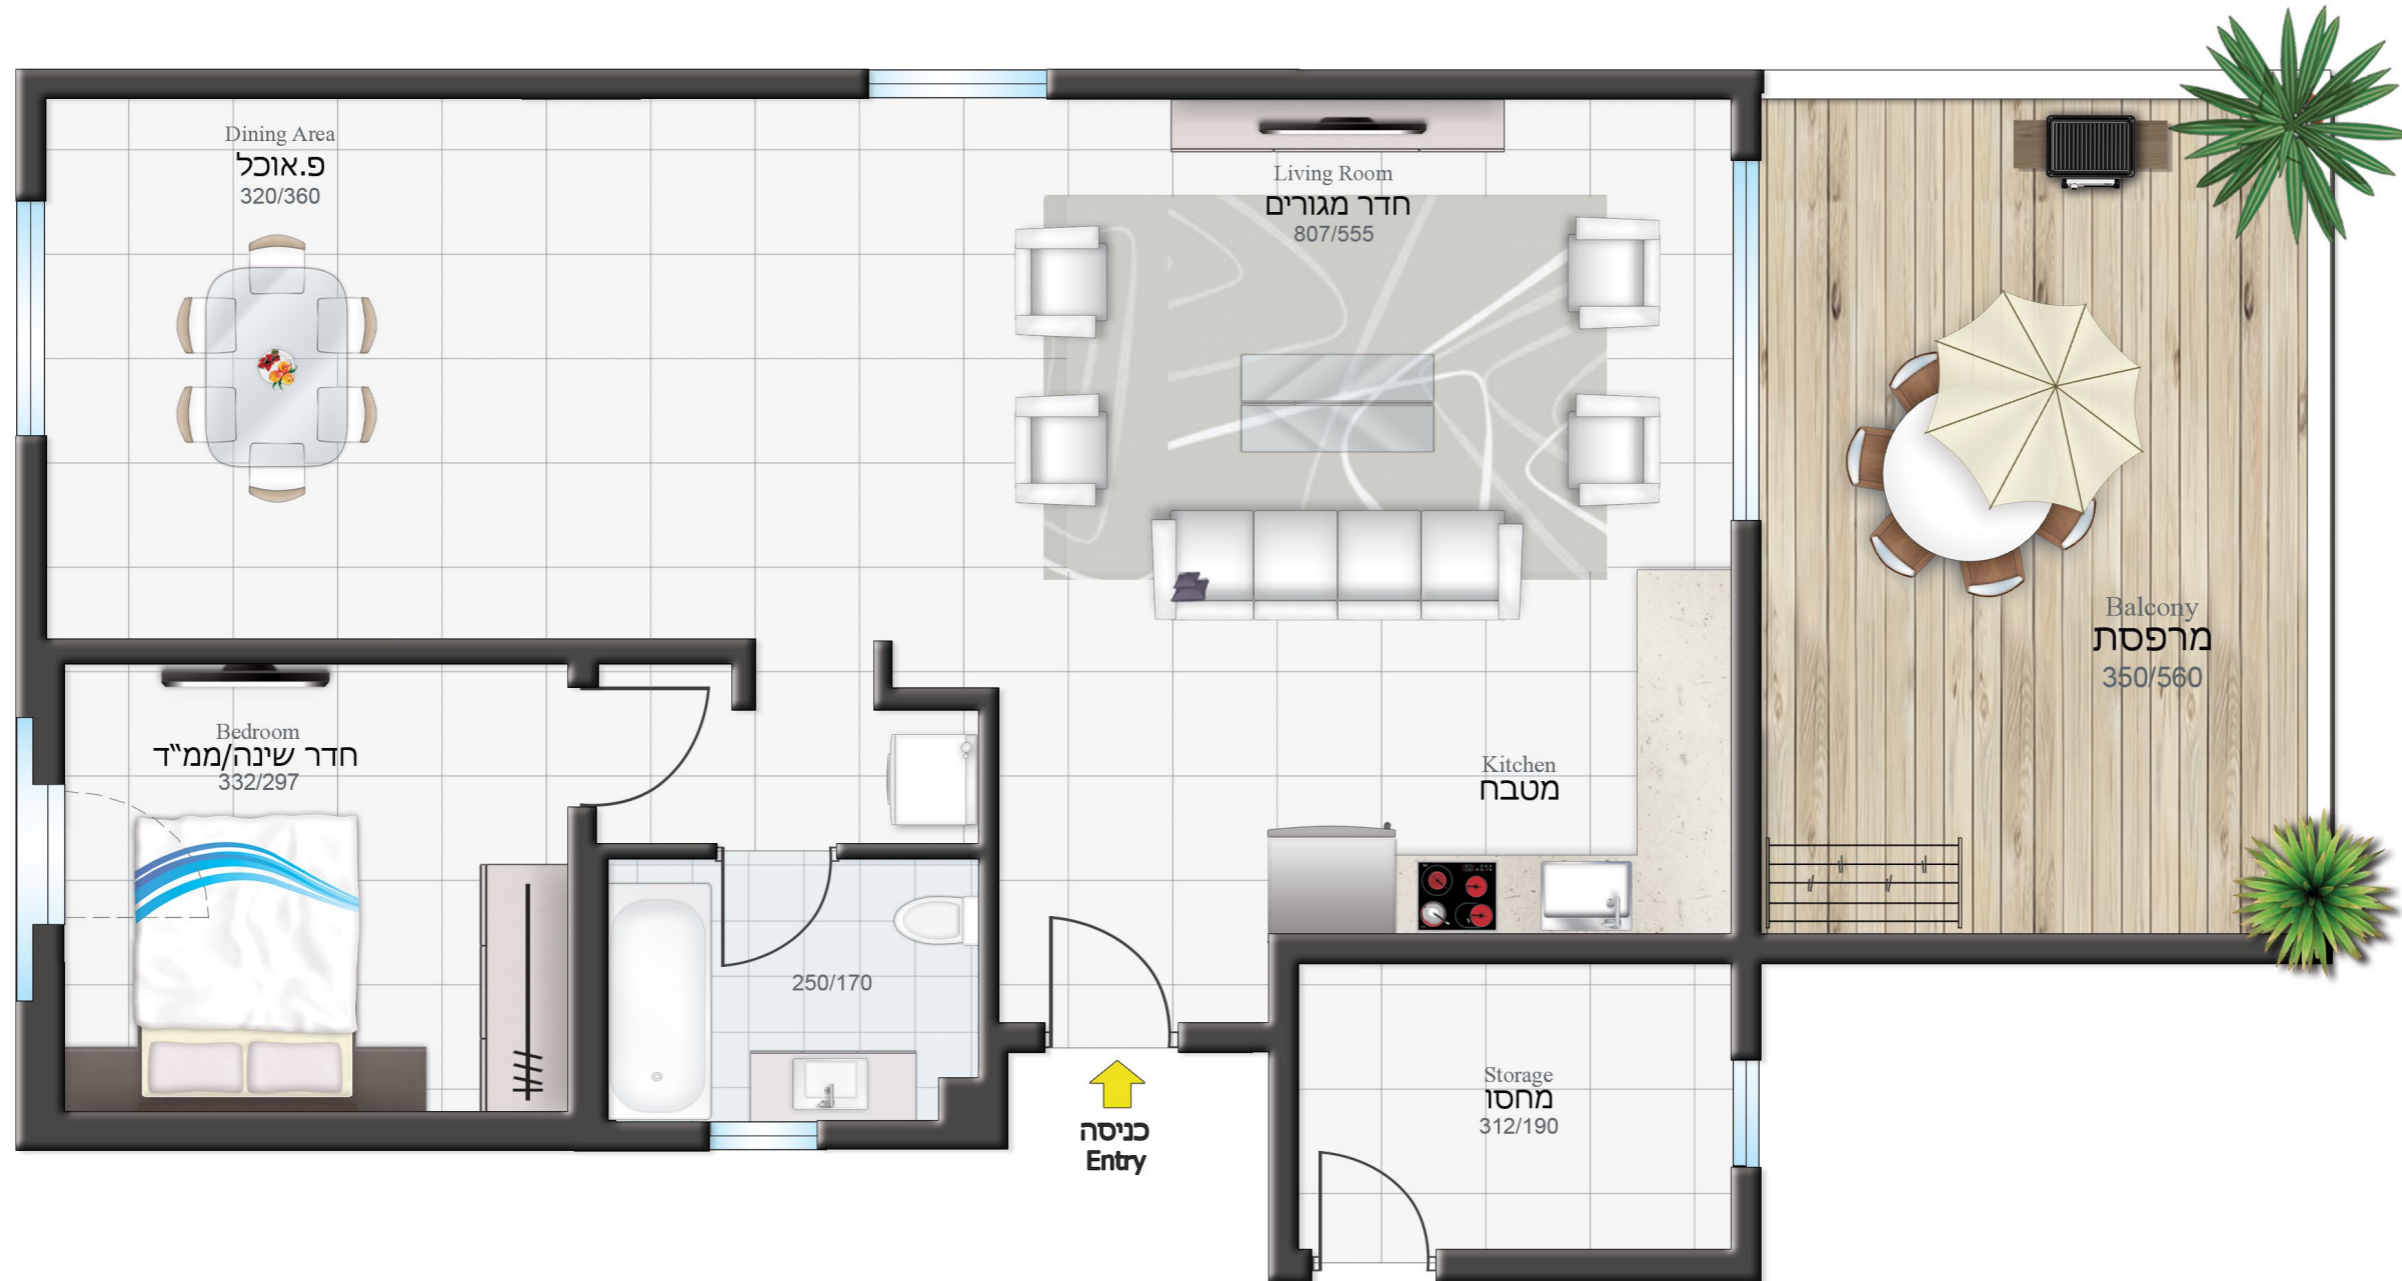 Dining Area
פ.אוכל
320/360
Living Room
חדר מגורים
807/555
Balcony
מרפסת
350/560
Bedroom
חדר שינה/ממ״ד
332/297
Kitchen
מטבח
250/170
Storage
מחסו
312/190
כניסה
Entry